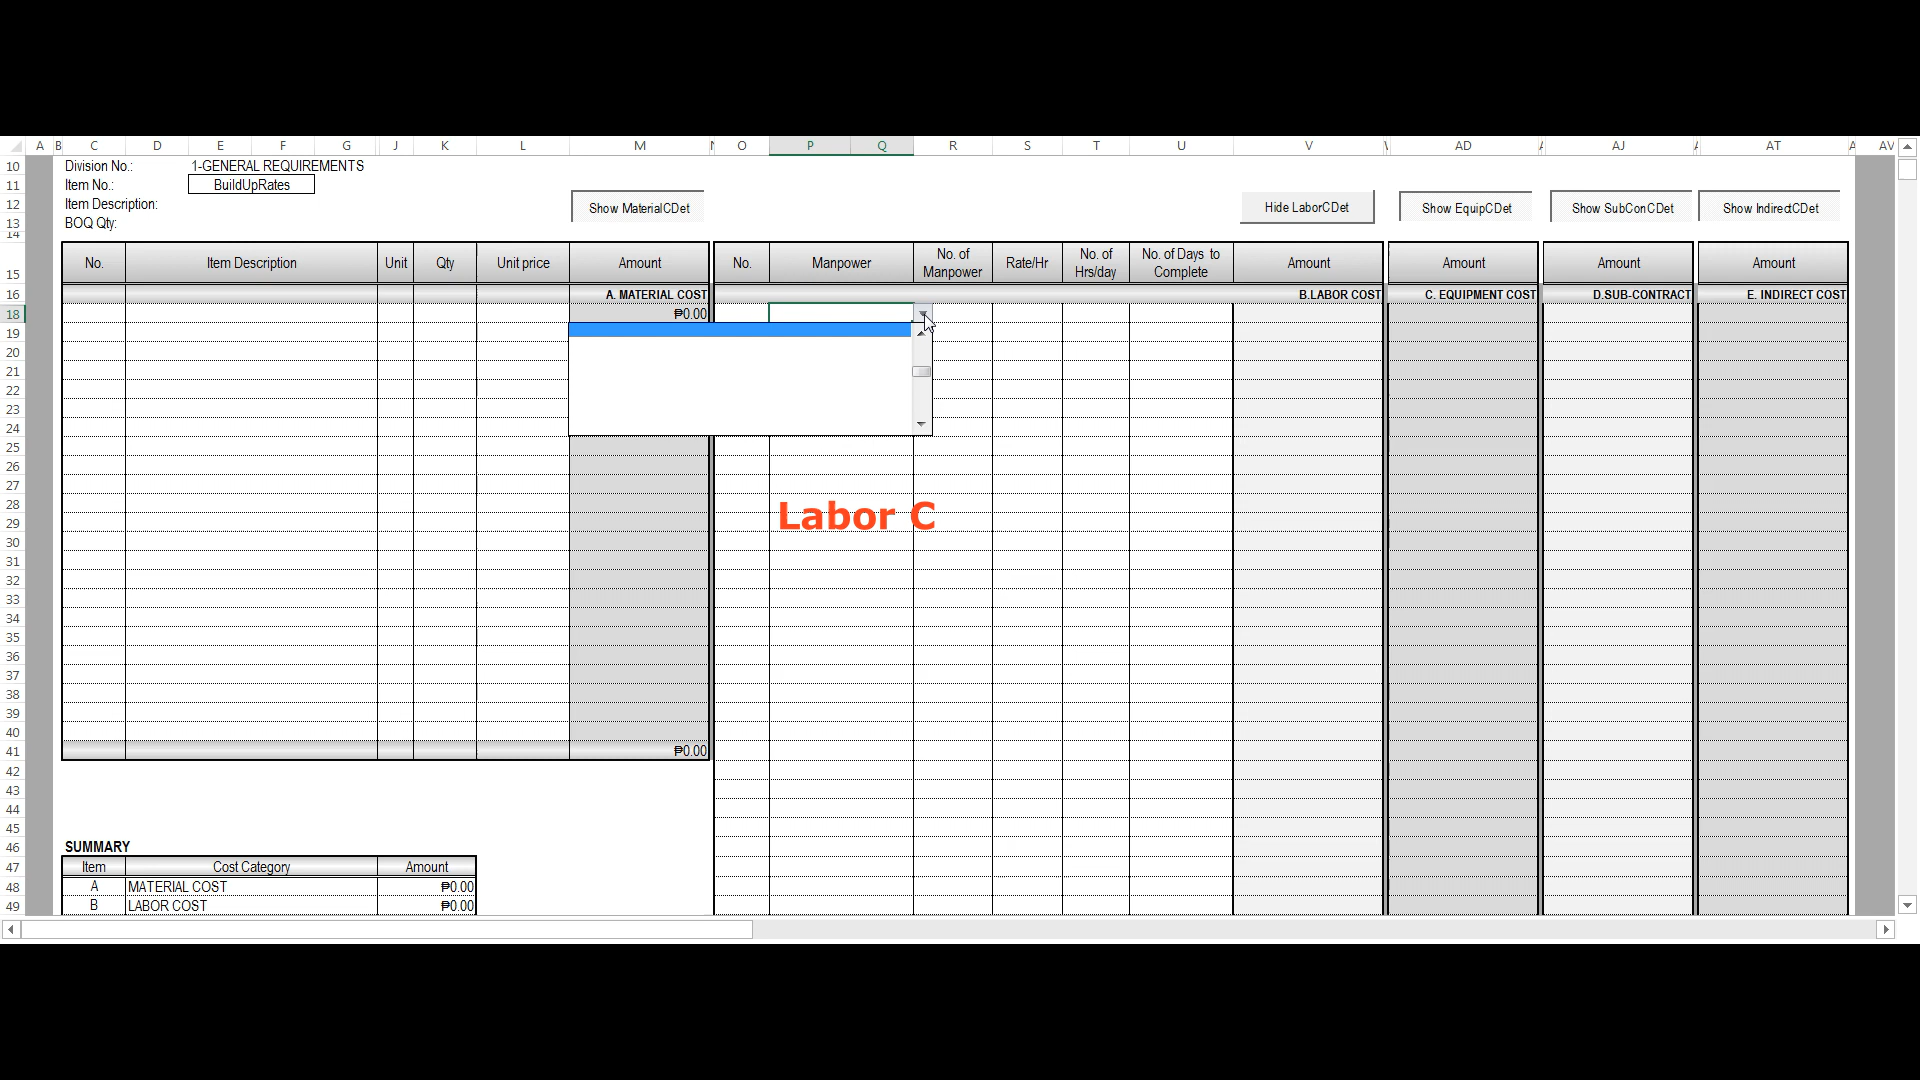 A B C D E F G J K L M N O P Q R S T U V AD AJ AT AV
10 Division No.: 1-GENERAL REQUIREMENTS
11 Item No.: BuildUpRates
12 Item Description:
13 BOQ Qty:
Show MaterialCDet Hide LaborCDet Show EquipCDet Show SubConCDet Show IndirectCDet
14
15 No. Item Description Unit Qty Unit price Amount No. Manpower No. of Manpower Rate/Hr No. of Hrs/day No. of Days to Complete Amount Amount Amount Amount
16 A. MATERIAL COST B.LABOR COST C. EQUIPMENT COST D.SUB-CONTRACT E. INDIRECT COST
18 ₱0.00
19
20
21
22
23
24
25
26
27
28
Labor C
29
30
31
32
33
34
35
36
37
38
39
40
41 ₱0.00
42
43
44
45
46 SUMMARY
47 Item Cost Category Amount
48 A MATERIAL COST ₱0.00
49 B LABOR COST ₱0.00